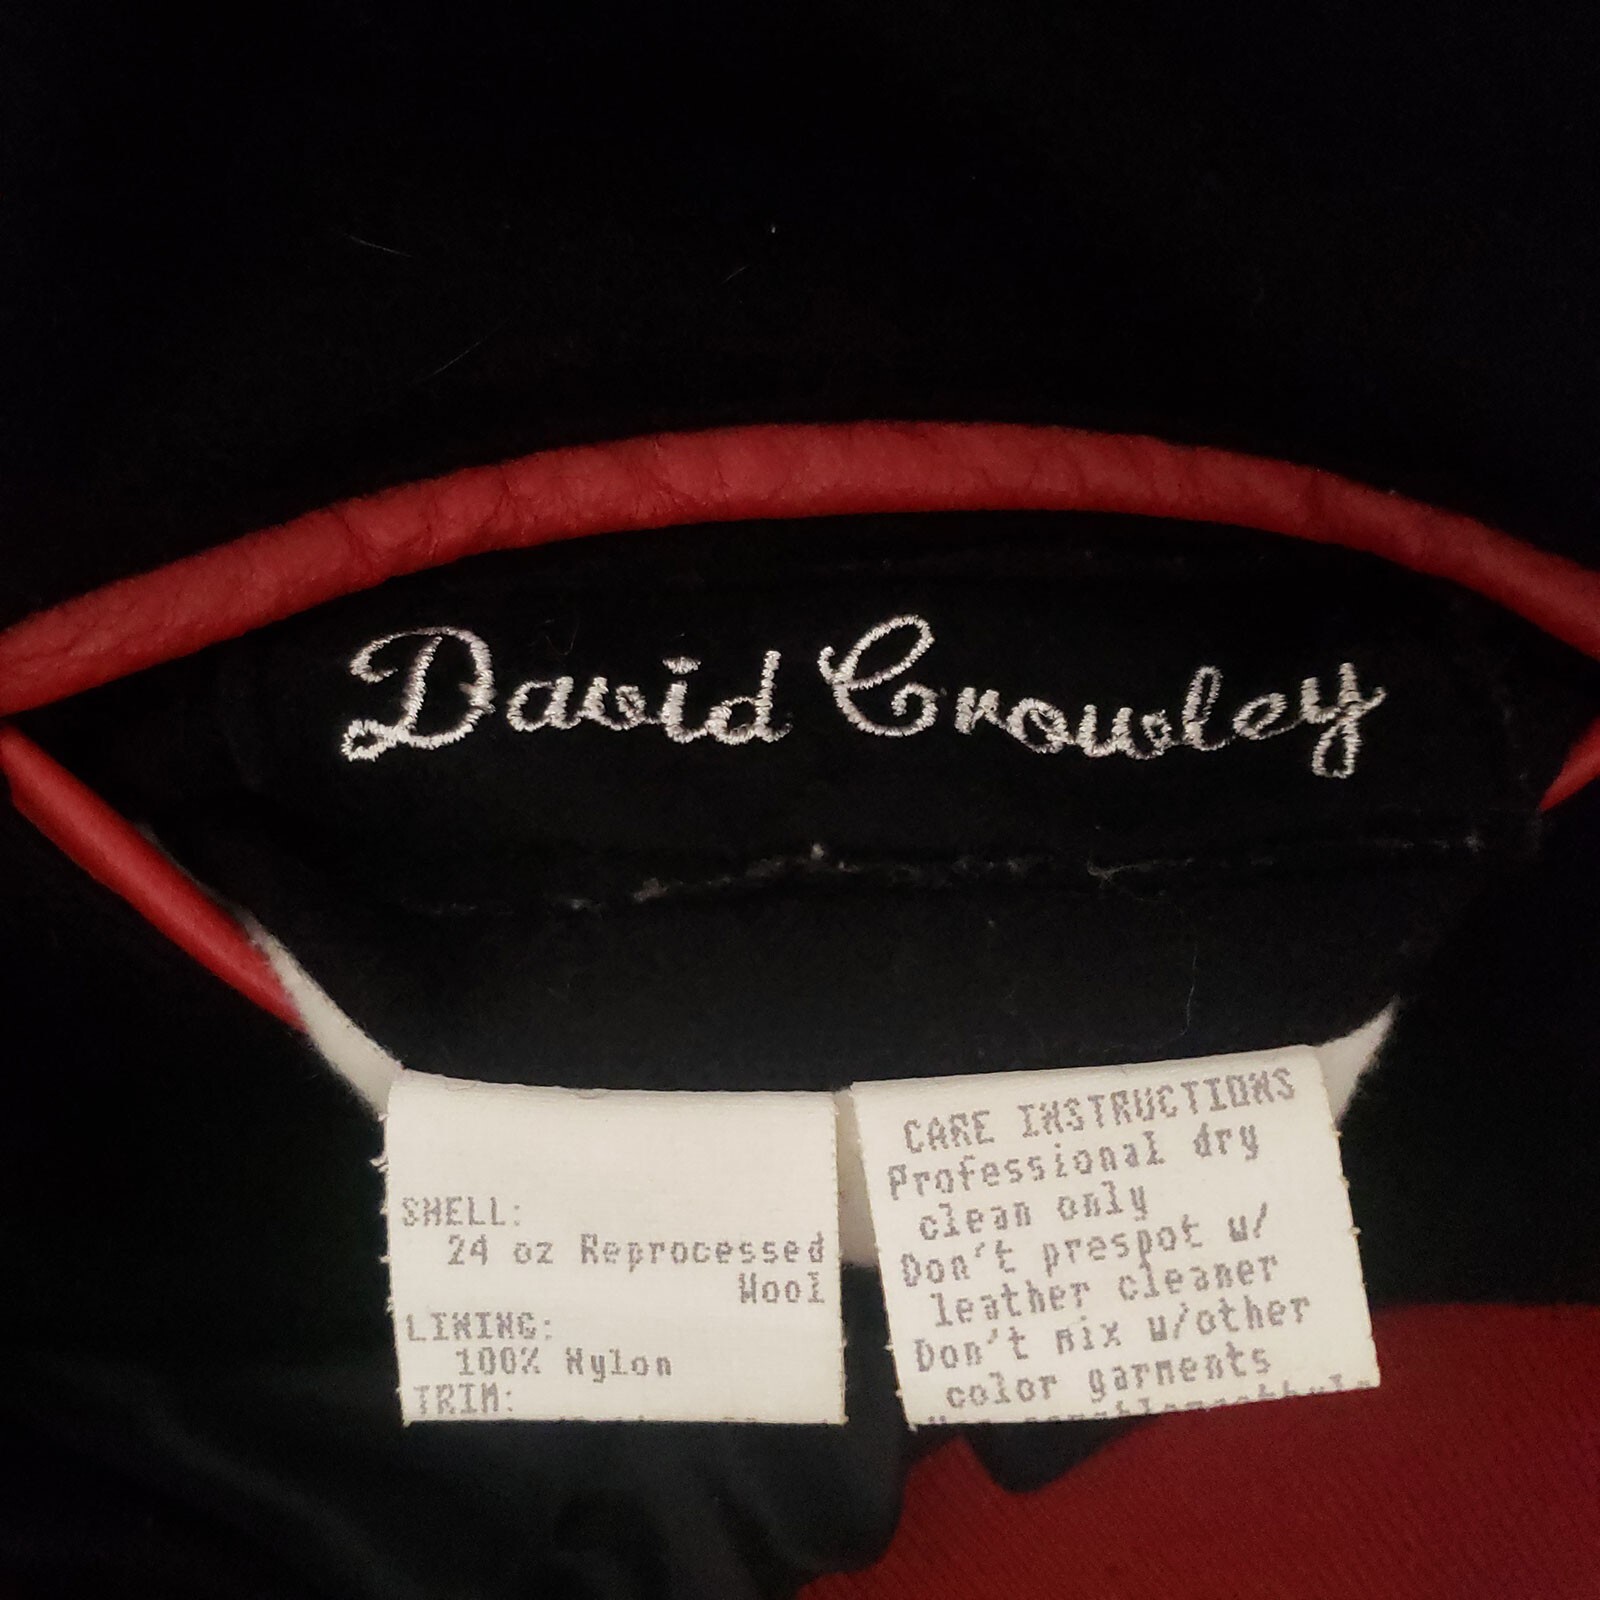 David Crowley
SHELL:
24 oz Reprocessed
Wool
LINING:
100% Nylon
TRIM:
CARE INSTRUCTIONS
Professional dry
clean only
Don't prespot w/
leather cleaner
Don't mix w/other
color garments